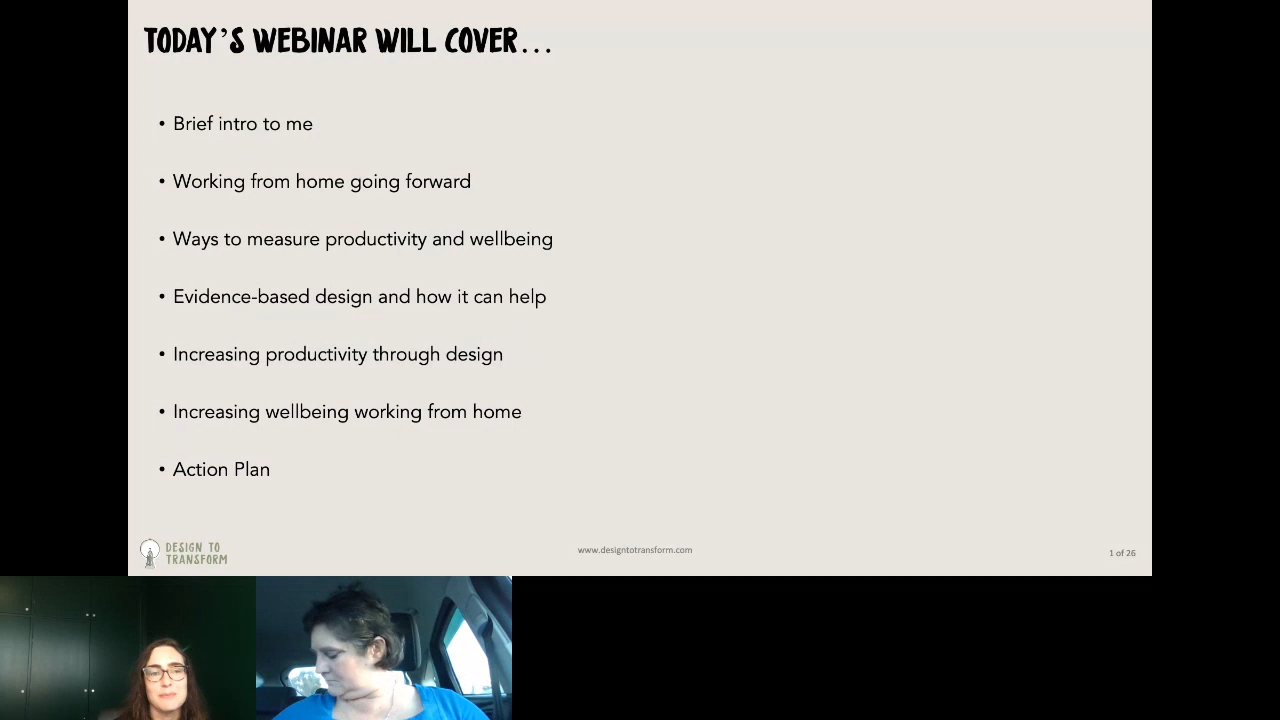 TODAY'S WEBINAR WILL COVER...
• Brief intro to me
• Working from home going forward
• Ways to measure productivity and wellbeing
• Evidence-based design and how it can help
• Increasing productivity through design
• Increasing wellbeing working from home
• Action Plan
DESIGN TO
TRANSFORM
www.designtotransform.com
1 of 26